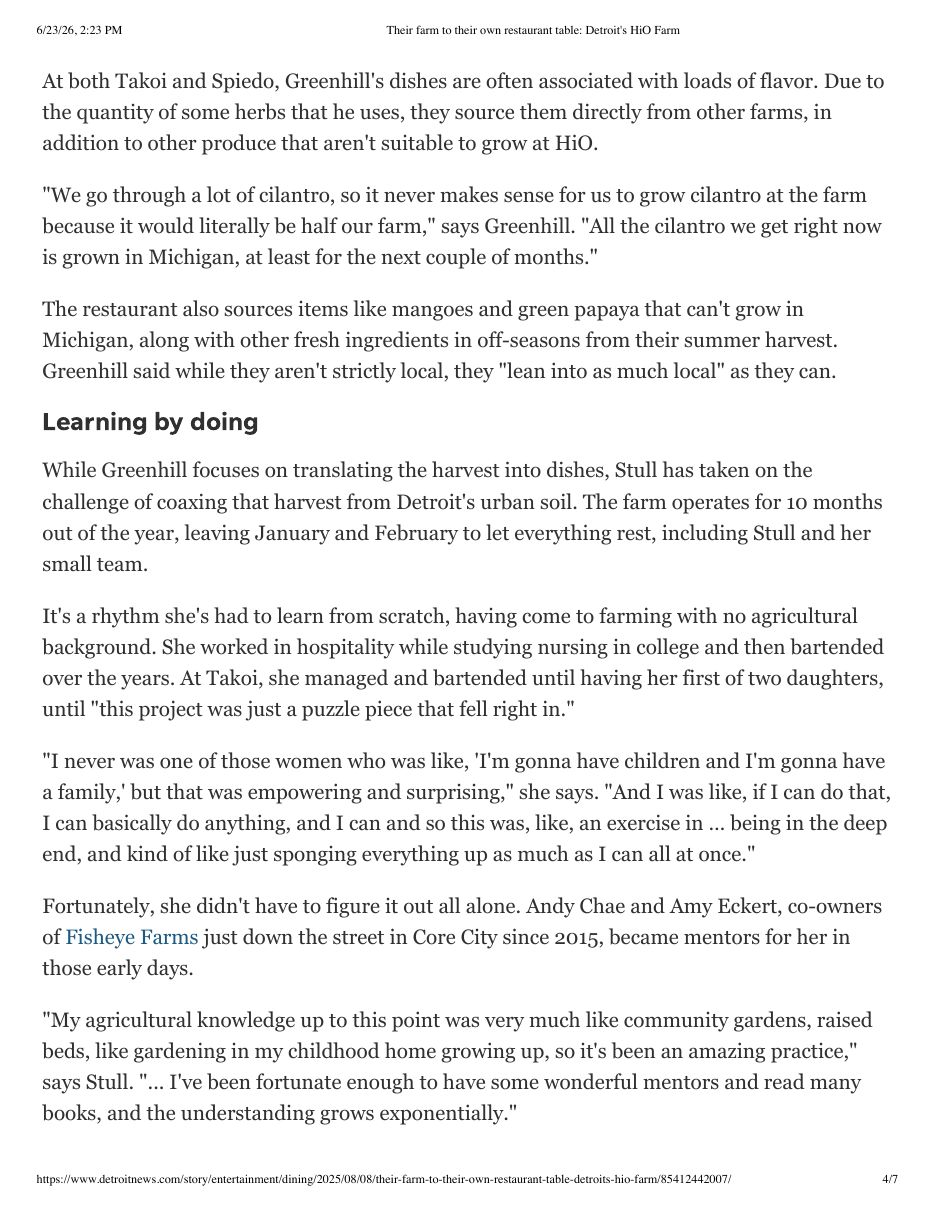 6/23/26, 2:23 PM
Their farm to their own restaurant table: Detroit's HiO Farm
At both Takoi and Spiedo, Greenhill's dishes are often associated with loads of flavor. Due to
the quantity of some herbs that he uses, they source them directly from other farms, in
addition to other produce that aren't suitable to grow at HiO.
"We go through a lot of cilantro, so it never makes sense for us to grow cilantro at the farm
because it would literally be half our farm," says Greenhill. "All the cilantro we get right now
is grown in Michigan, at least for the next couple of months."
The restaurant also sources items like mangoes and green papaya that can't grow in
Michigan, along with other fresh ingredients in off-seasons from their summer harvest.
Greenhill said while they aren't strictly local, they "lean into as much local" as they can.
Learning by doing
While Greenhill focuses on translating the harvest into dishes, Stull has taken on the
challenge of coaxing that harvest from Detroit's urban soil. The farm operates for 10 months
out of the year, leaving January and February to let everything rest, including Stull and her
small team.
It's a rhythm she's had to learn from scratch, having come to farming with no agricultural
background. She worked in hospitality while studying nursing in college and then bartended
over the years. At Takoi, she managed and bartended until having her first of two daughters,
until "this project was just a puzzle piece that fell right in."
"I never was one of those women who was like, 'I'm gonna have children and I'm gonna have
a family,' but that was empowering and surprising," she says. "And I was like, if I can do that,
I can basically do anything, and I can and so this was, like, an exercise in ... being in the deep
end, and kind of like just sponging everything up as much as I can all at once."
Fortunately, she didn't have to figure it out all alone. Andy Chae and Amy Eckert, co-owners
of Fisheye Farms just down the street in Core City since 2015, became mentors for her in
those early days.
"My agricultural knowledge up to this point was very much like community gardens, raised
beds, like gardening in my childhood home growing up, so it's been an amazing practice,"
says Stull. "... I've been fortunate enough to have some wonderful mentors and read many
books, and the understanding grows exponentially."
https://www.detroitnews.com/story/entertainment/dining/2025/08/08/their-farm-to-their-own-restaurant-table-detroits-hio-farm/85412442007/
4/7